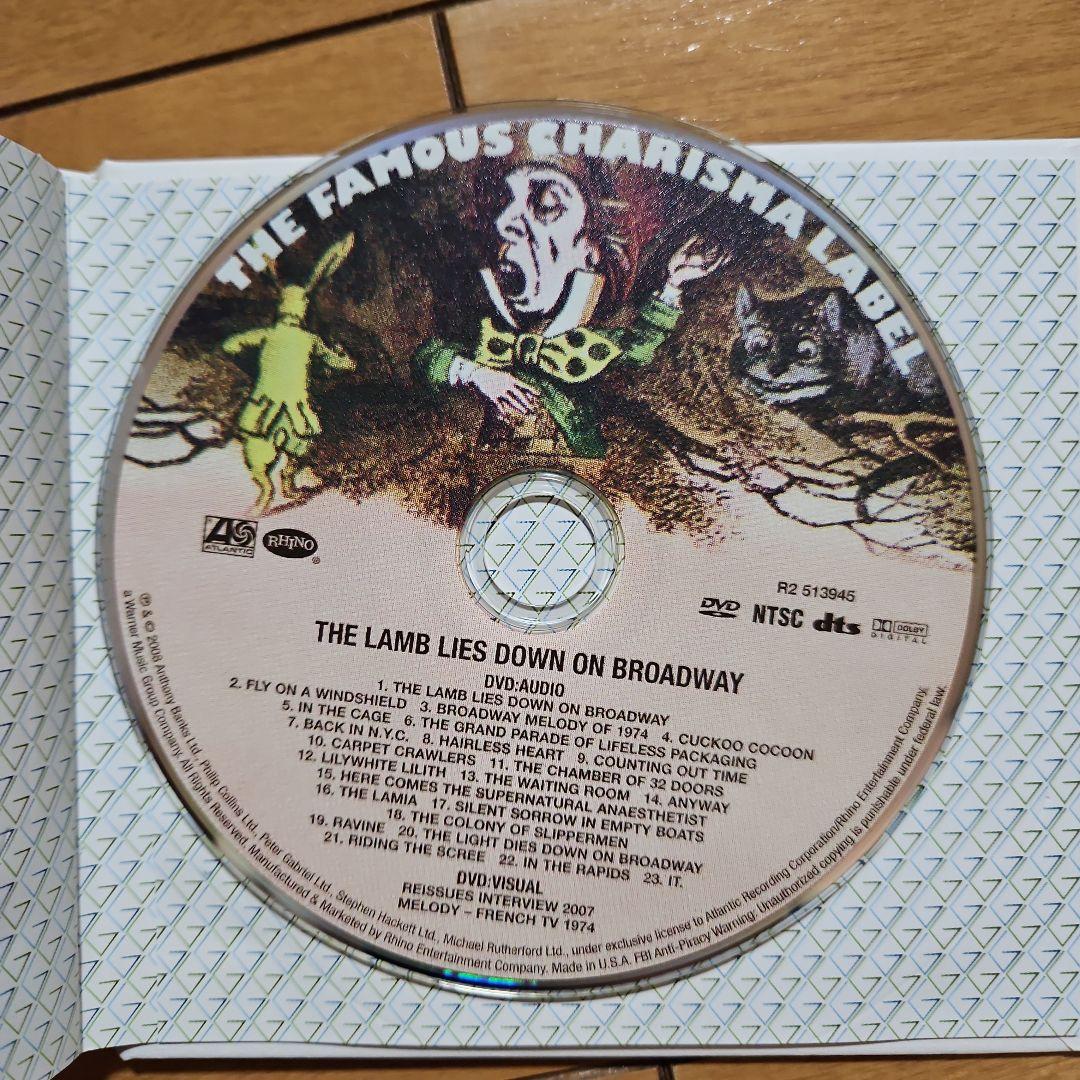 THE FAMOUS CHARISMA LABEL
ATLANTIC
RHINO
®
R2 513945
DVD NTSC dts DOLBY DIGITAL
THE LAMB LIES DOWN ON BROADWAY
DVD:AUDIO
1. THE LAMB LIES DOWN ON BROADWAY
2. FLY ON A WINDSHIELD 3. BROADWAY MELODY OF 1974 4. CUCKOO COCOON
5. IN THE CAGE 6. THE GRAND PARADE OF LIFELESS PACKAGING
7. BACK IN N.Y.C. 8. HAIRLESS HEART 9. COUNTING OUT TIME
10. CARPET CRAWLERS 11. THE CHAMBER OF 32 DOORS
12. LILYWHITE LILITH 13. THE WAITING ROOM 14. ANYWAY
15. HERE COMES THE SUPERNATURAL ANAESTHETIST
16. THE LAMIA 17. SILENT SORROW IN EMPTY BOATS
18. THE COLONY OF SLIPPERMEN
19. RAVINE 20. THE LIGHT DIES DOWN ON BROADWAY
21. RIDING THE SCREE 22. IN THE RAPIDS 23. IT.
DVD:VISUAL
REISSUES INTERVIEW 2007
MELODY – FRENCH TV 1974
℗ & © 2008 Anthony Banks Ltd., Phillip Collins Ltd., Peter Gabriel Ltd., Stephen Hackett Ltd., Michael Rutherford Ltd., under exclusive license to Atlantic Recording Corporation/Rhino Entertainment Company,
a Warner Music Group Company. All Rights Reserved. Manufactured & Marketed by Rhino Entertainment Company. Made in U.S.A. FBI Anti-Piracy Warning: Unauthorized copying is punishable under federal law.